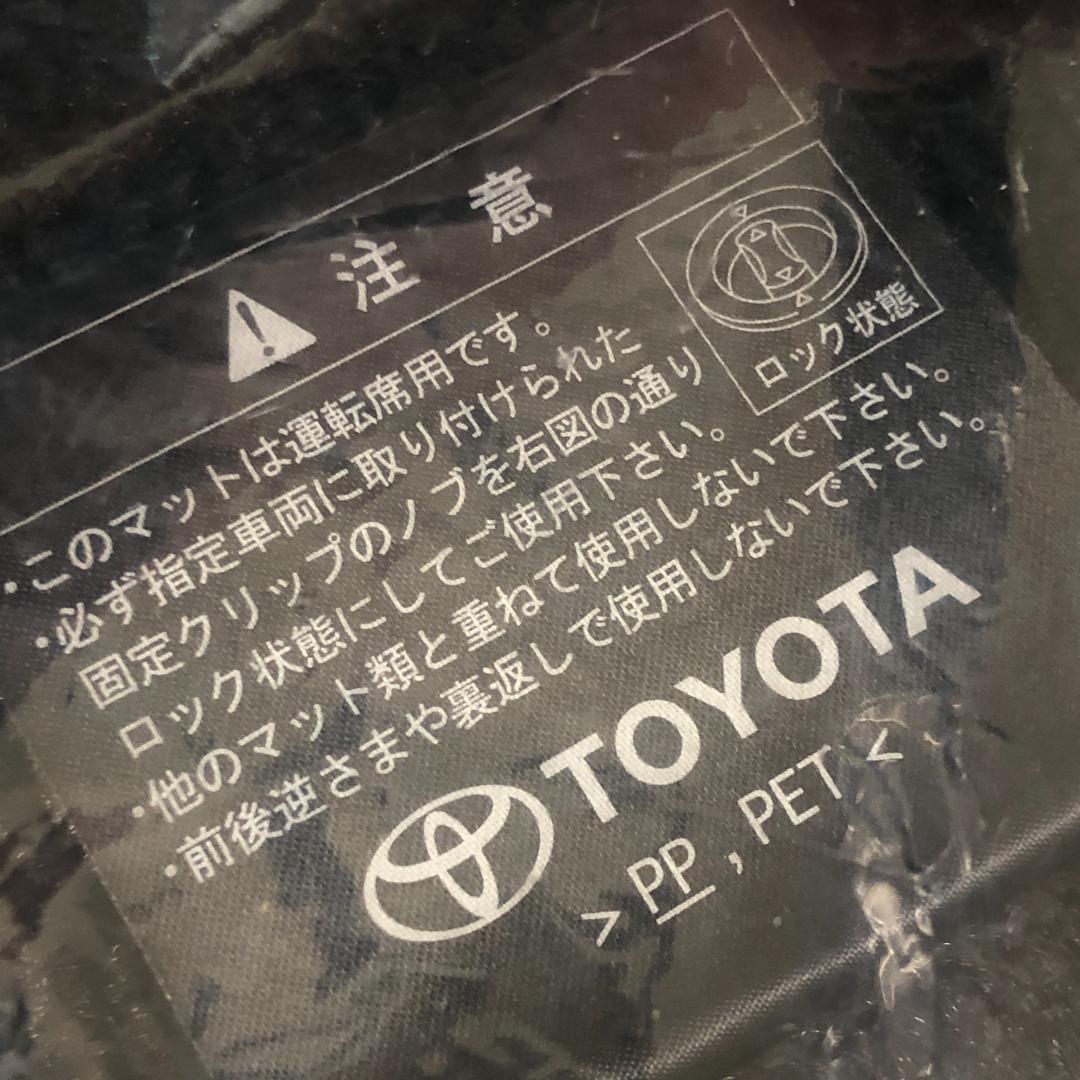 注 意
・このマットは運転席用です。
・必ず指定車両に取り付けられた
固定クリップのノブを右図の通り
ロック状態にしてご使用下さい。
・他のマット類と重ねて使用しないで下さい。
・前後逆さまや裏返しで使用しないで下さい。
ロック状態
TOYOTA
>PP , PET<